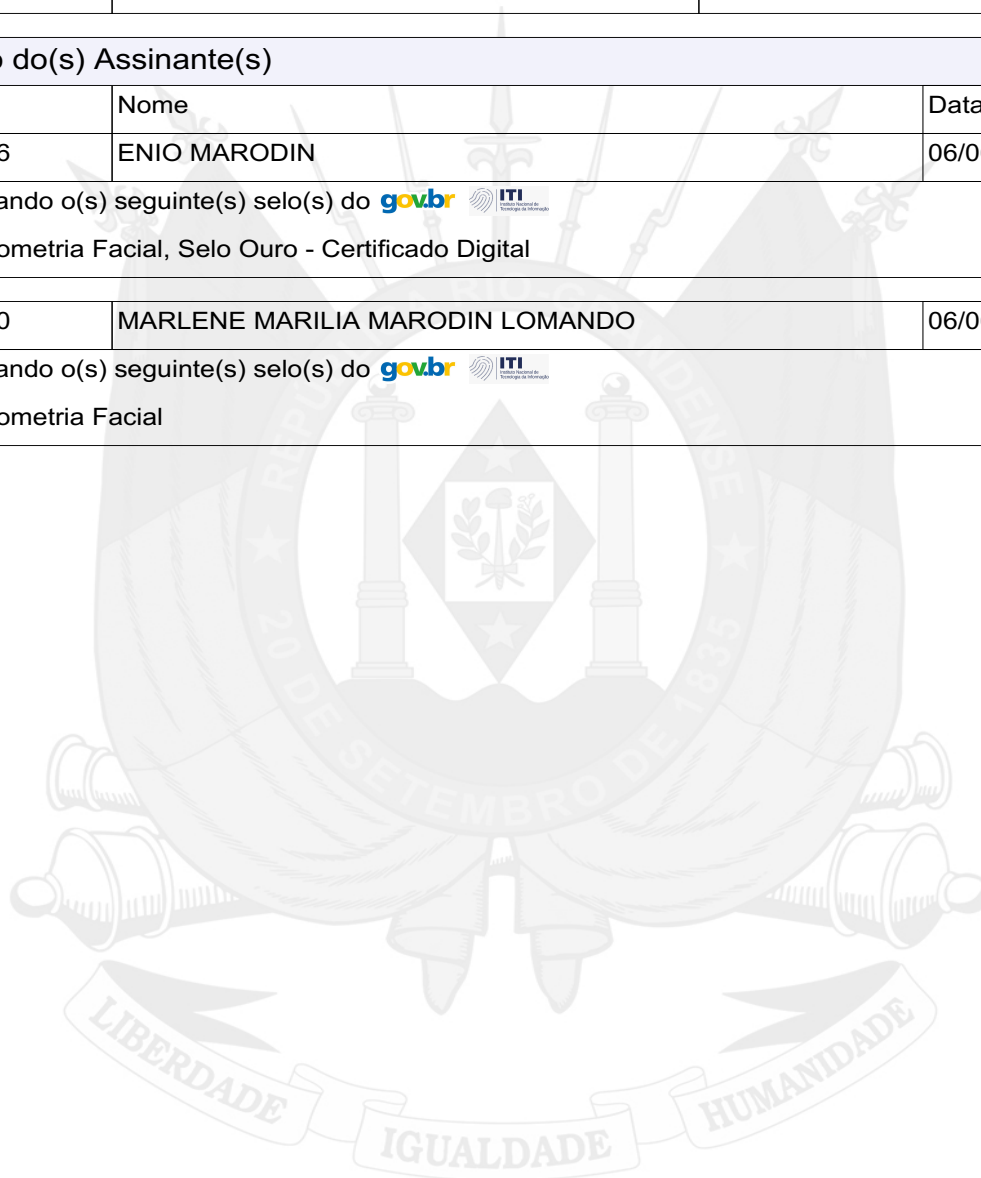 o do(s) Assinante(s)
Nome Data
6 ENIO MARODIN 06/0
ando o(s) seguinte(s) selo(s) do gov.br ITI
ometria Facial, Selo Ouro - Certificado Digital
0 MARLENE MARILIA MARODIN LOMANDO 06/0
ando o(s) seguinte(s) selo(s) do gov.br ITI
ometria Facial
REPÚBLICA RIO-GRANDENSE
20 DE SETEMBRO DE 1835
LIBERDADE IGUALDADE HUMANIDADE